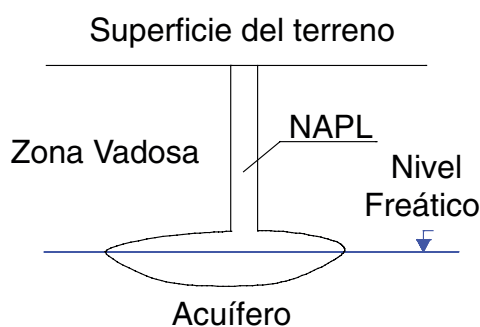 Superficie del terreno
NAPL
Zona Vadosa
Nivel
Freático
Acuífero